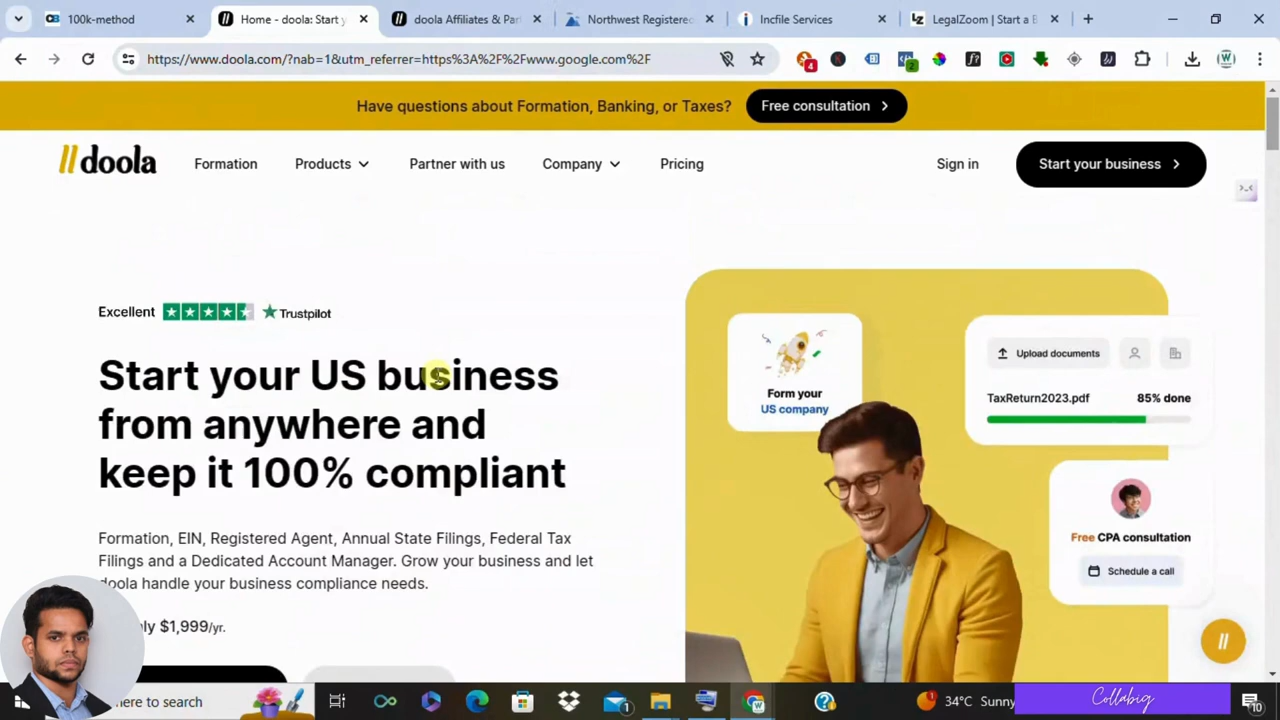 100k-method
Home - doola: Start y
doola Affiliates & Par
Northwest Registere
Incfile Services
LegalZoom | Start a B
https://www.doola.com/?nab=1&utm_referrer=https%3A%2F%2Fwww.google.com%2F
4
2
Have questions about Formation, Banking, or Taxes?
Free consultation
doola
Formation
Products
Partner with us
Company
Pricing
Sign in
Start your business
Excellent
Trustpilot
Start your US business
from anywhere and
keep it 100% compliant
Formation, EIN, Registered Agent, Annual State Filings, Federal Tax
Filings and a Dedicated Account Manager. Grow your business and let
doola handle your business compliance needs.
$1,999/yr.
Form your
US company
Upload documents
TaxReturn2023.pdf
85% done
Free CPA consultation
Schedule a call
here to search
1
34°C
Sunny
Collabig
10